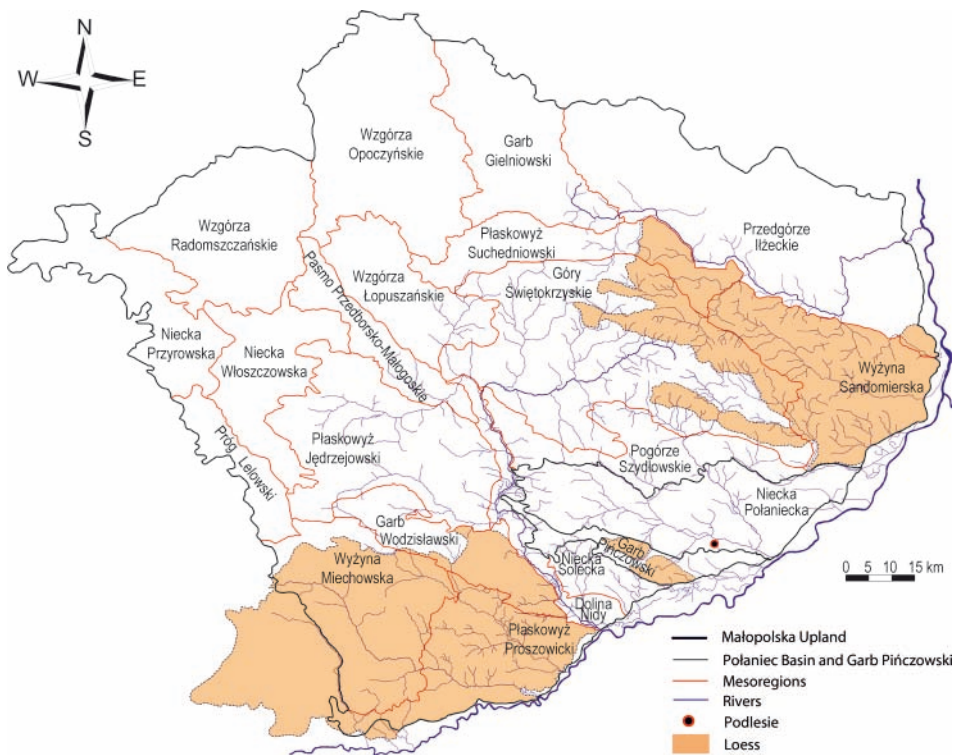 N
W E
S
Wzgórza
Opoczyńskie
Garb
Gielniowski
Wzgórza
Radomszczańskie
Płaskowyż
Suchedniowski
Przedgórze
Iłżeckie
Pasmo Przedborsko-Małogoskie
Wzgórza
Łopuszańskie
Góry
Świętokrzyskie
Niecka
Przyrowska
Niecka
Włoszczowska
Wyżyna
Sandomierska
Próg Lelowski
Płaskowyż
Jędrzejowski
Pogórze
Szydłowskie
Niecka
Połaniecka
Garb
Wodzisławski
Garb
Pińczowski
Niecka
Solecka
Wyżyna
Miechowska
Dolina
Nidy
Płaskowyż
Proszowicki
0 5 10 15 km
Małopolska Upland
Połaniec Basin and Garb Pińczowski
Mesoregions
Rivers
Podlesie
Loess